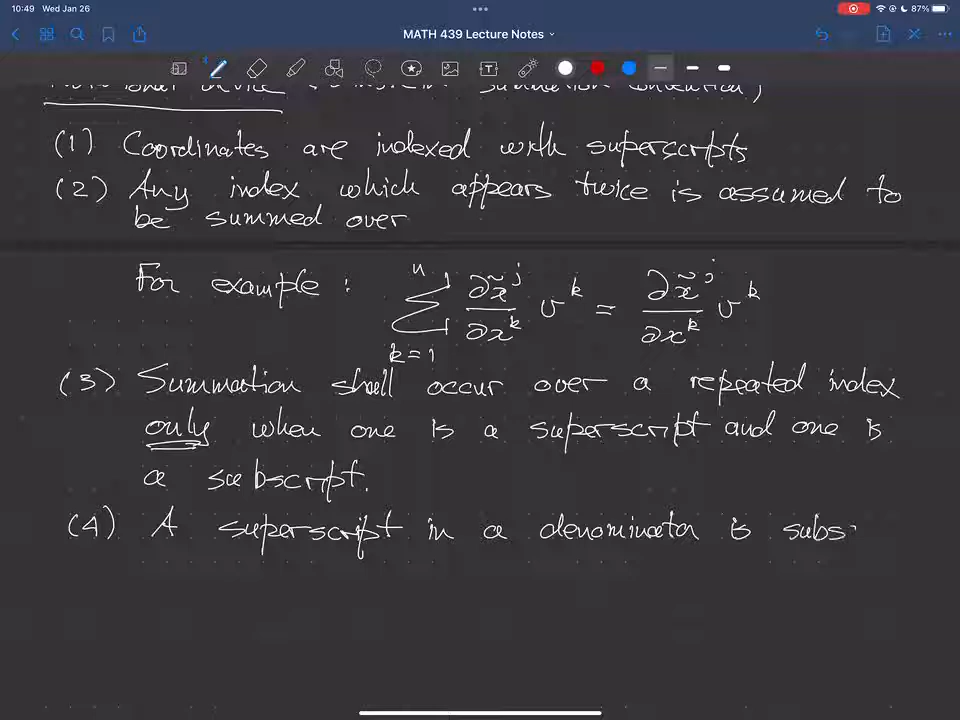 10:49 Wed Jan 26
87%
MATH 439 Lecture Notes
(1) Coordinates are indexed with superscripts
(2) Any index which appears twice is assumed to
be summed over
For example : \sum_{k=1}^{n} \frac{\partial \tilde{x}^j}{\partial x^k} v^k = \frac{\partial \tilde{x}^j}{\partial x^k} v^k
(3) Summation shall occur over a repeated index
only when one is a superscript and one is
a subscript.
(4) A superscript in a denominator is subs